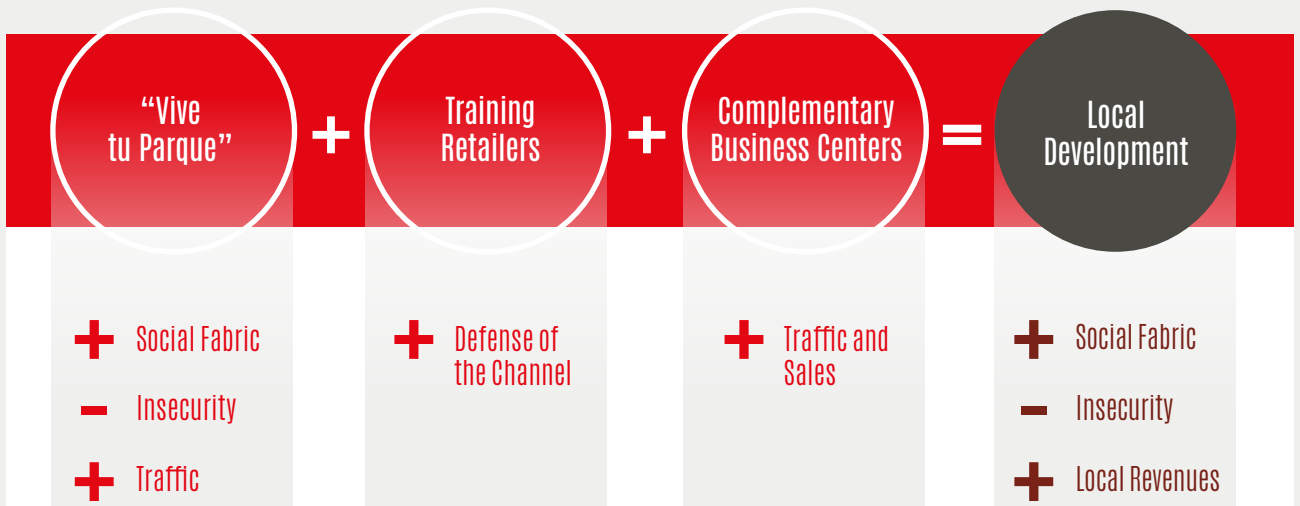 “Vive
tu Parque”
+
Training
Retailers
+
Complementary
Business Centers
=
Local
Development
+ Social Fabric
- Insecurity
+ Traffic
+ Defense of
the Channel
+ Traffic and
Sales
+ Social Fabric
- Insecurity
+ Local Revenues